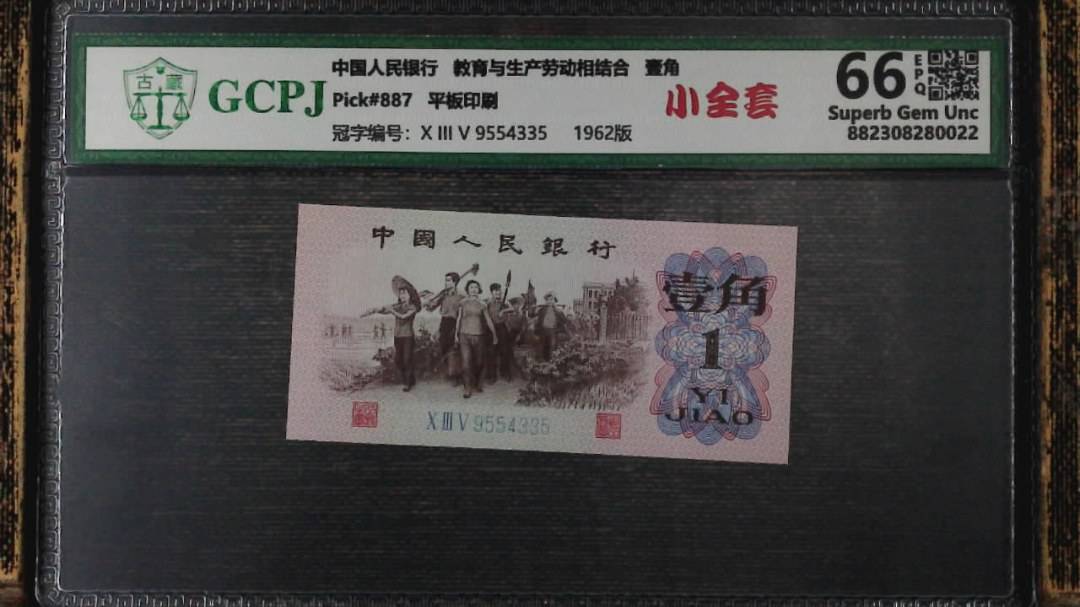 古藏
GCPJ
中国人民银行 教育与生产劳动相结合 壹角
Pick#887 平板印刷
冠字编号: X III V 9554335 1962版
小全套
66
EPQ
Superb Gem Unc
882308280022
中國人民銀行
壹角
1
YI
JIAO
X III V 9554335